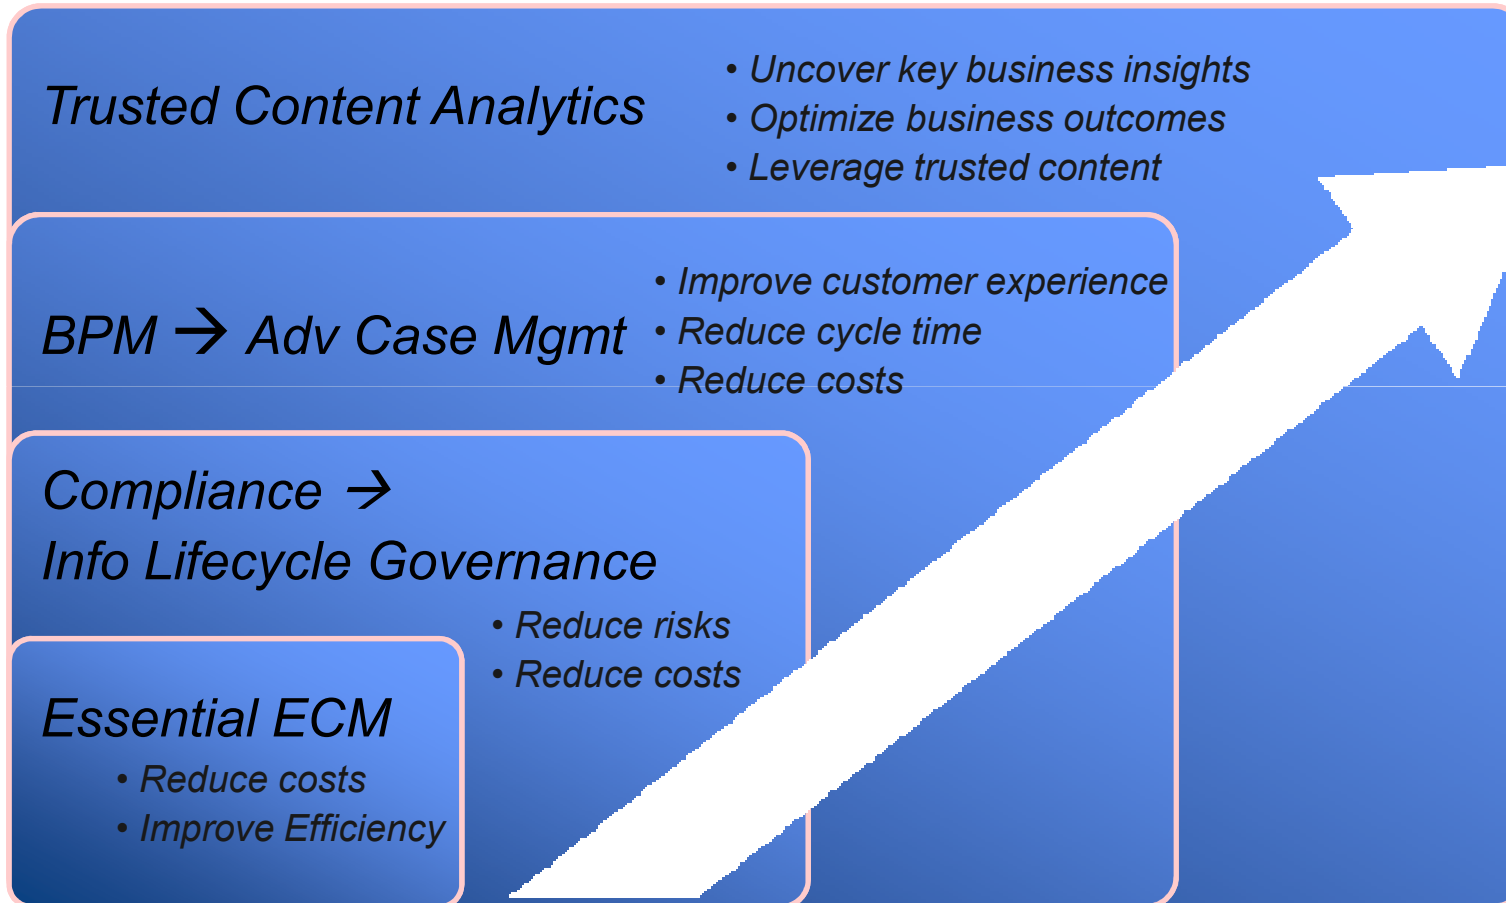 Trusted Content Analytics
• Uncover key business insights
• Optimize business outcomes
• Leverage trusted content
BPM → Adv Case Mgmt
• Improve customer experience
• Reduce cycle time
• Reduce costs
Compliance →
Info Lifecycle Governance
• Reduce risks
• Reduce costs
Essential ECM
• Reduce costs
• Improve Efficiency